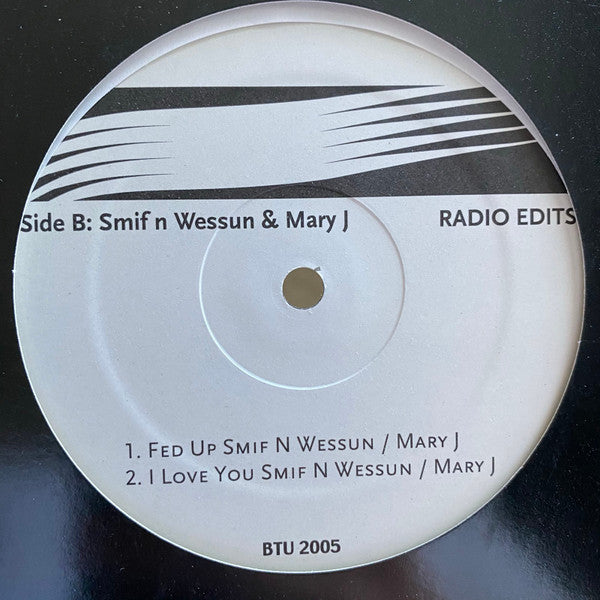 Side B: Smif n Wessun & Mary J RADIO EDITS
1. Fed Up Smif N Wessun / Mary J
2. I Love You Smif N Wessun / Mary J
BTU 2005